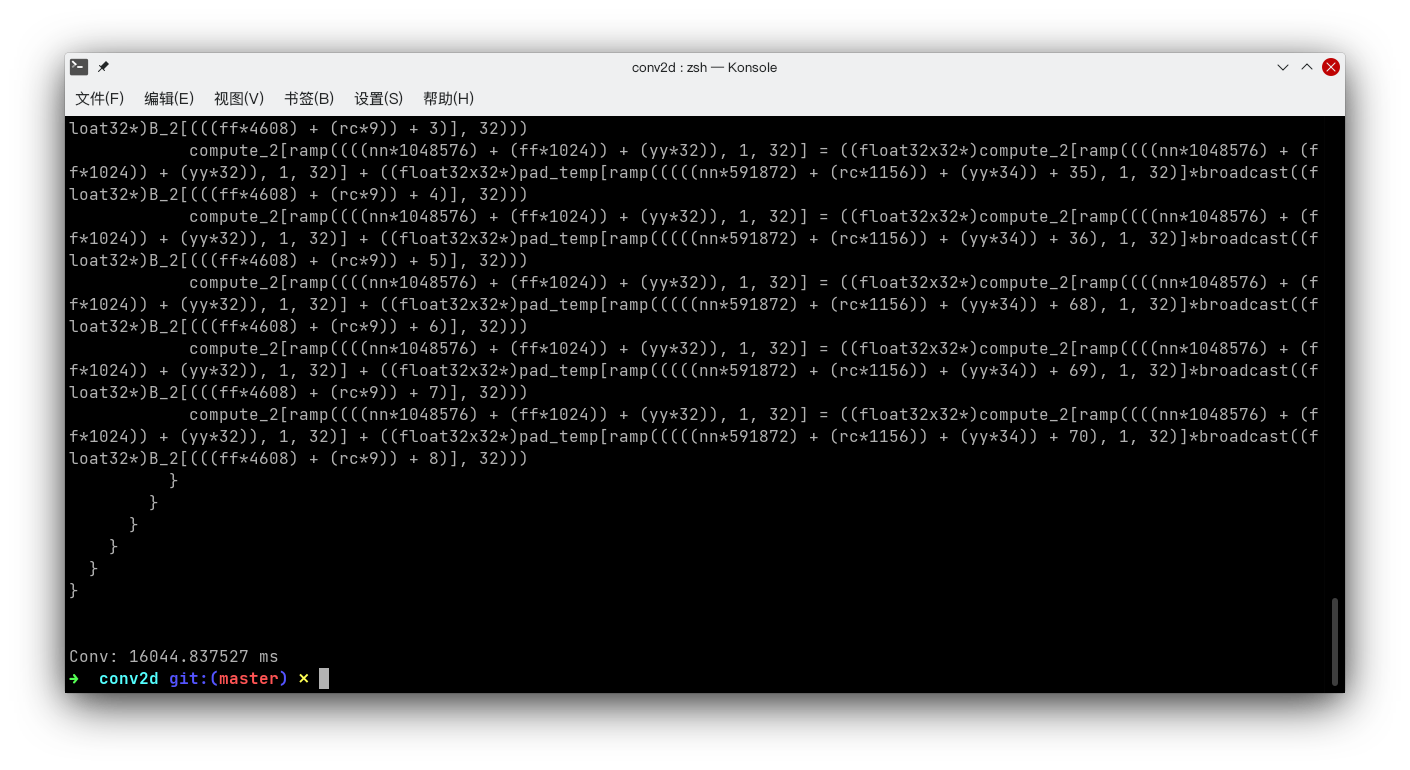 conv2d : zsh — Konsole
文件(F) 编辑(E) 视图(V) 书签(B) 设置(S) 帮助(H)
loat32*)B_2[(((ff*4608) + (rc*9)) + 3)], 32)))
            compute_2[ramp((((nn*1048576) + (ff*1024)) + (yy*32)), 1, 32)] = ((float32x32*)compute_2[ramp((((nn*1048576) + (f
f*1024)) + (yy*32)), 1, 32)] + ((float32x32*)pad_temp[ramp(((((nn*591872) + (rc*1156)) + (yy*34)) + 35), 1, 32)]*broadcast((f
loat32*)B_2[(((ff*4608) + (rc*9)) + 4)], 32)))
            compute_2[ramp((((nn*1048576) + (ff*1024)) + (yy*32)), 1, 32)] = ((float32x32*)compute_2[ramp((((nn*1048576) + (f
f*1024)) + (yy*32)), 1, 32)] + ((float32x32*)pad_temp[ramp(((((nn*591872) + (rc*1156)) + (yy*34)) + 36), 1, 32)]*broadcast((f
loat32*)B_2[(((ff*4608) + (rc*9)) + 5)], 32)))
            compute_2[ramp((((nn*1048576) + (ff*1024)) + (yy*32)), 1, 32)] = ((float32x32*)compute_2[ramp((((nn*1048576) + (f
f*1024)) + (yy*32)), 1, 32)] + ((float32x32*)pad_temp[ramp(((((nn*591872) + (rc*1156)) + (yy*34)) + 68), 1, 32)]*broadcast((f
loat32*)B_2[(((ff*4608) + (rc*9)) + 6)], 32)))
            compute_2[ramp((((nn*1048576) + (ff*1024)) + (yy*32)), 1, 32)] = ((float32x32*)compute_2[ramp((((nn*1048576) + (f
f*1024)) + (yy*32)), 1, 32)] + ((float32x32*)pad_temp[ramp(((((nn*591872) + (rc*1156)) + (yy*34)) + 69), 1, 32)]*broadcast((f
loat32*)B_2[(((ff*4608) + (rc*9)) + 7)], 32)))
            compute_2[ramp((((nn*1048576) + (ff*1024)) + (yy*32)), 1, 32)] = ((float32x32*)compute_2[ramp((((nn*1048576) + (f
f*1024)) + (yy*32)), 1, 32)] + ((float32x32*)pad_temp[ramp(((((nn*591872) + (rc*1156)) + (yy*34)) + 70), 1, 32)]*broadcast((f
loat32*)B_2[(((ff*4608) + (rc*9)) + 8)], 32)))
          }
        }
      }
    }
  }
}
Conv: 16044.837527 ms
➜  conv2d git:(master) ×